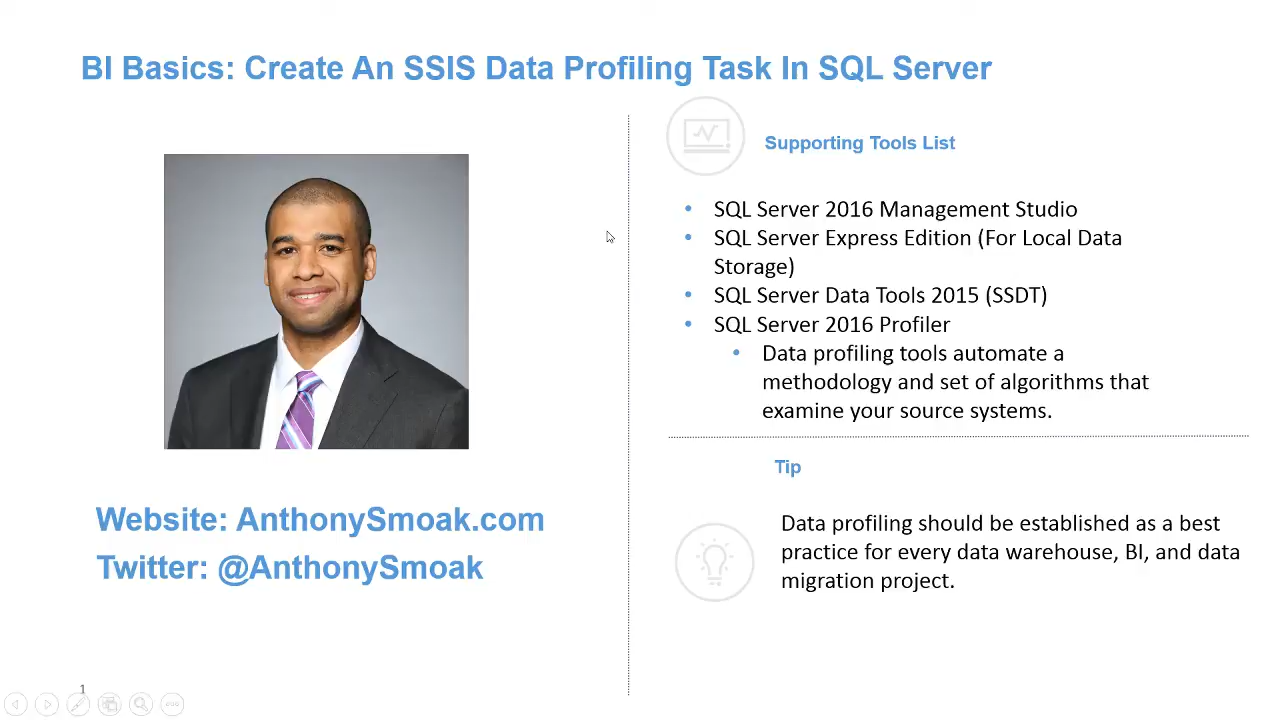 BI Basics: Create An SSIS Data Profiling Task In SQL Server
Website: AnthonySmoak.com
Twitter: @AnthonySmoak
Supporting Tools List
• SQL Server 2016 Management Studio
• SQL Server Express Edition (For Local Data
Storage)
• SQL Server Data Tools 2015 (SSDT)
• SQL Server 2016 Profiler
• Data profiling tools automate a
methodology and set of algorithms that
examine your source systems.
Tip
Data profiling should be established as a best
practice for every data warehouse, BI, and data
migration project.
1